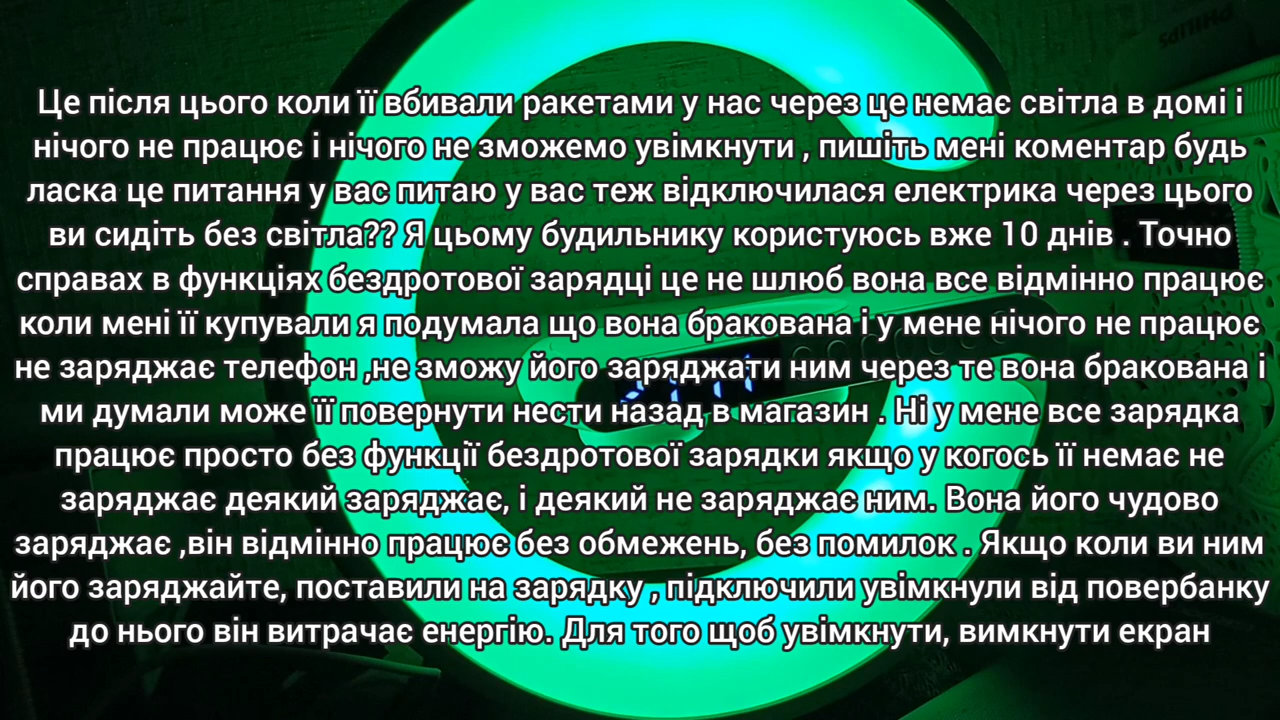 Це після цього коли її вбивали ракетами у нас через це немає світла в домі і
нічого не працює і нічого не зможемо увімкнути , пишіть мені коментар будь
ласка це питання у вас питаю у вас теж відключилася електрика через цього
ви сидіть без світла?? Я цьому будильнику користуюсь вже 10 днів . Точно
справах в функціях бездротової зарядці це не шлюб вона все відмінно працює
коли мені її купували я подумала що вона бракована і у мене нічого не працює
не заряджає телефон ,не зможу його заряджати ним через те вона бракована і
ми думали може її повернути нести назад в магазин . Ні у мене все зарядка
працює просто без функції бездротової зарядки якщо у когось її немає не
заряджає деякий заряджає, і деякий не заряджає ним. Вона його чудово
заряджає ,він відмінно працює без обмежень, без помилок . Якщо коли ви ним
його заряджайте, поставили на зарядку , підключили увімкнули від повербанку
до нього він витрачає енергію. Для того щоб увімкнути, вимкнути екран
PHILIPS